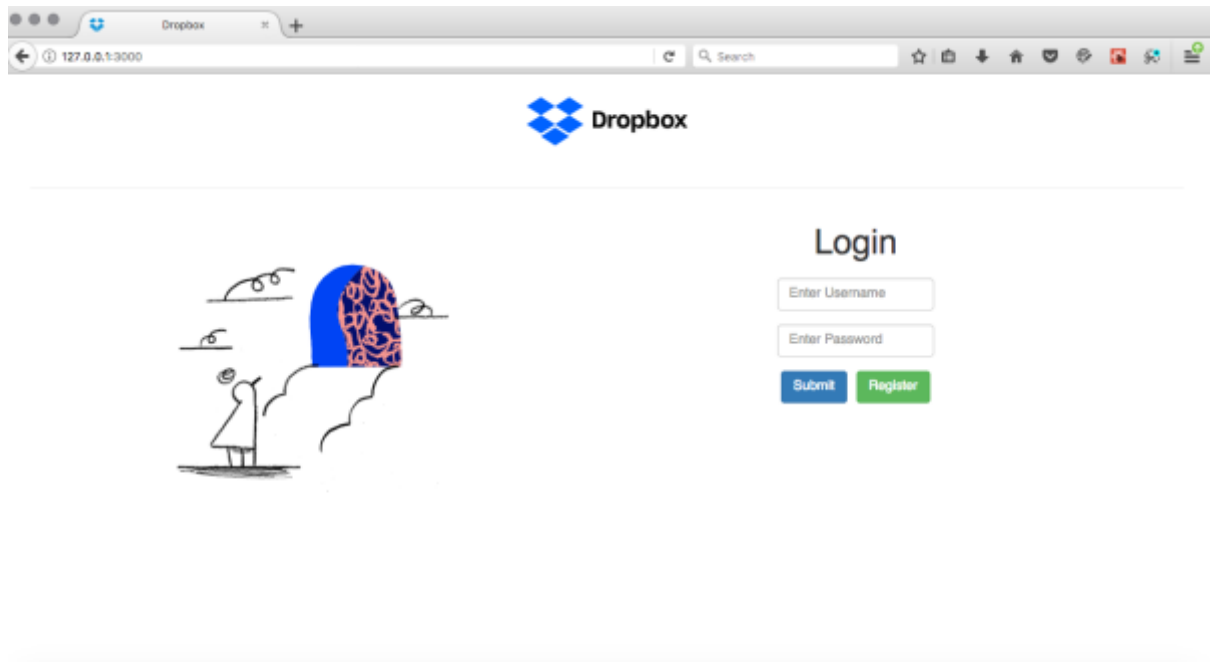 Dropbox
127.0.0.1:3000
Search
Dropbox
Login
Enter Username
Enter Password
Submit Register